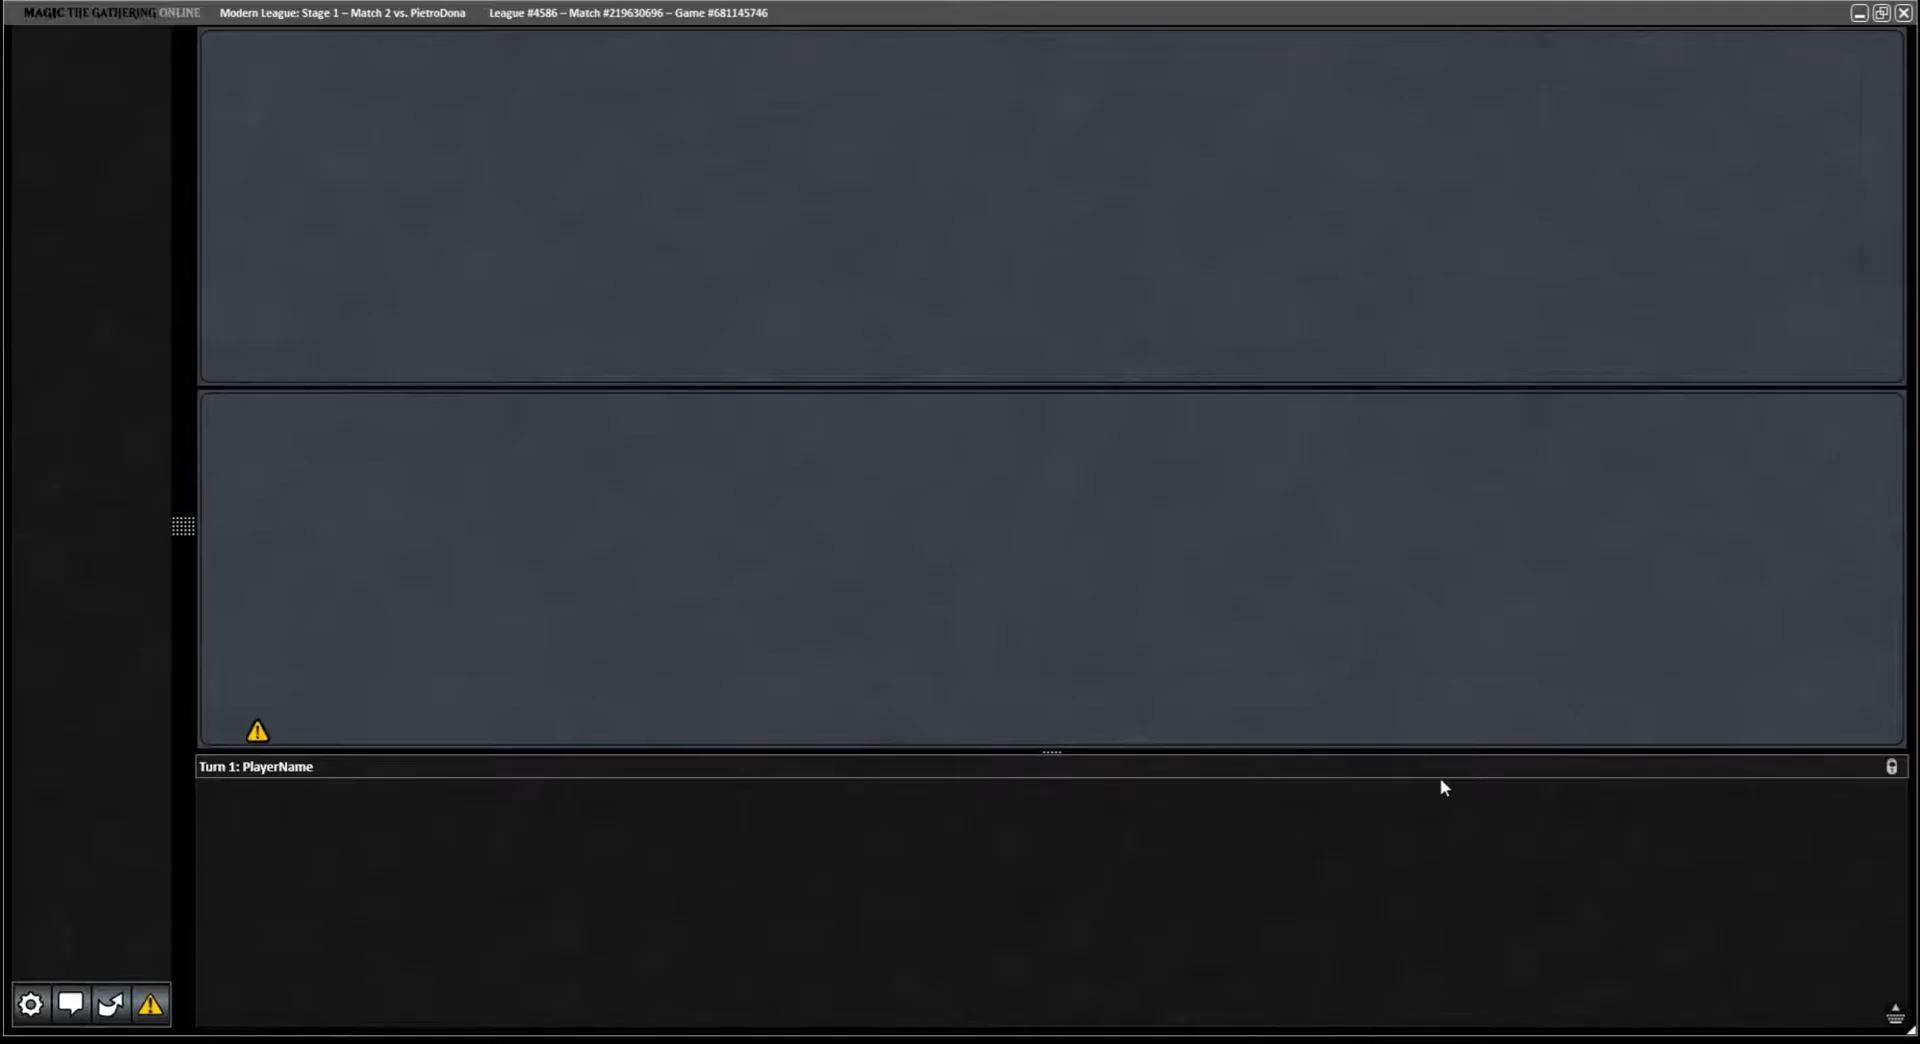 MAGIC THE GATHERING ONLINE
Modern League: Stage 1 – Match 2 vs. PietroDona League #4586 – Match #219630696 – Game #681145746
Turn 1: PlayerName